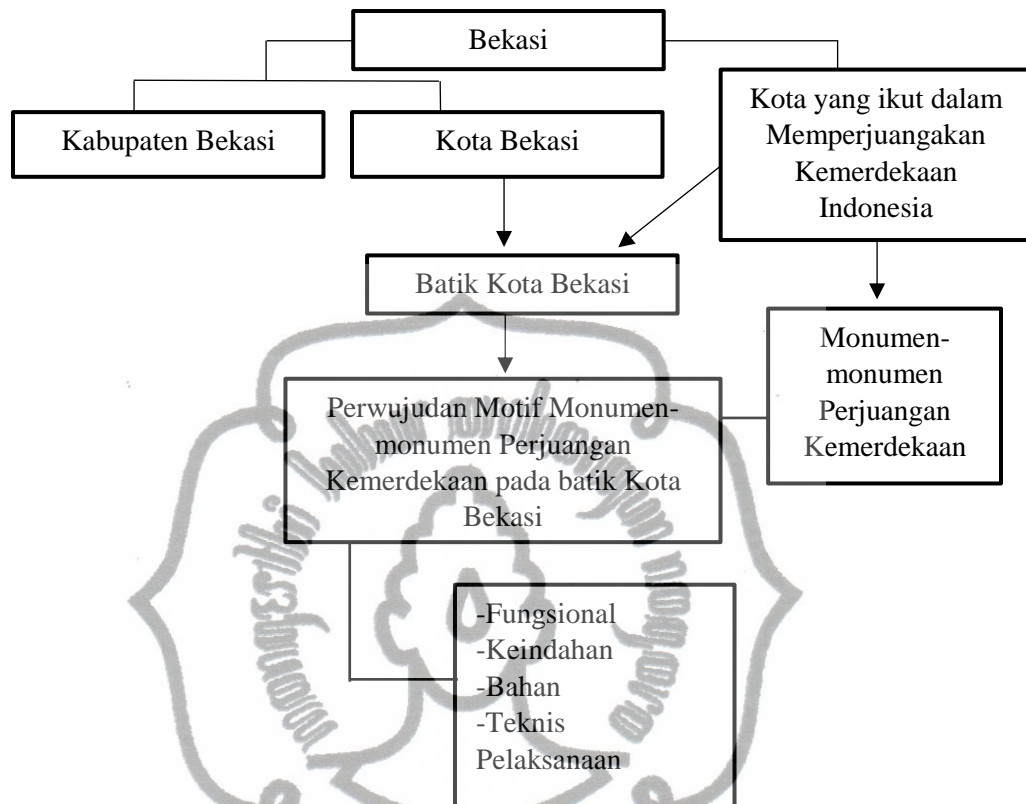 Bekasi
Kabupaten Bekasi
Kota Bekasi
Kota yang ikut dalam
Memperjuangakan
Kemerdekaan
Indonesia
Batik Kota Bekasi
Monumen-
monumen
Perjuangan
Kemerdekaan
Perwujudan Motif Monumen-
monumen Perjuangan
Kemerdekaan pada batik Kota
Bekasi
-Fungsional
-Keindahan
-Bahan
-Teknis
Pelaksanaan